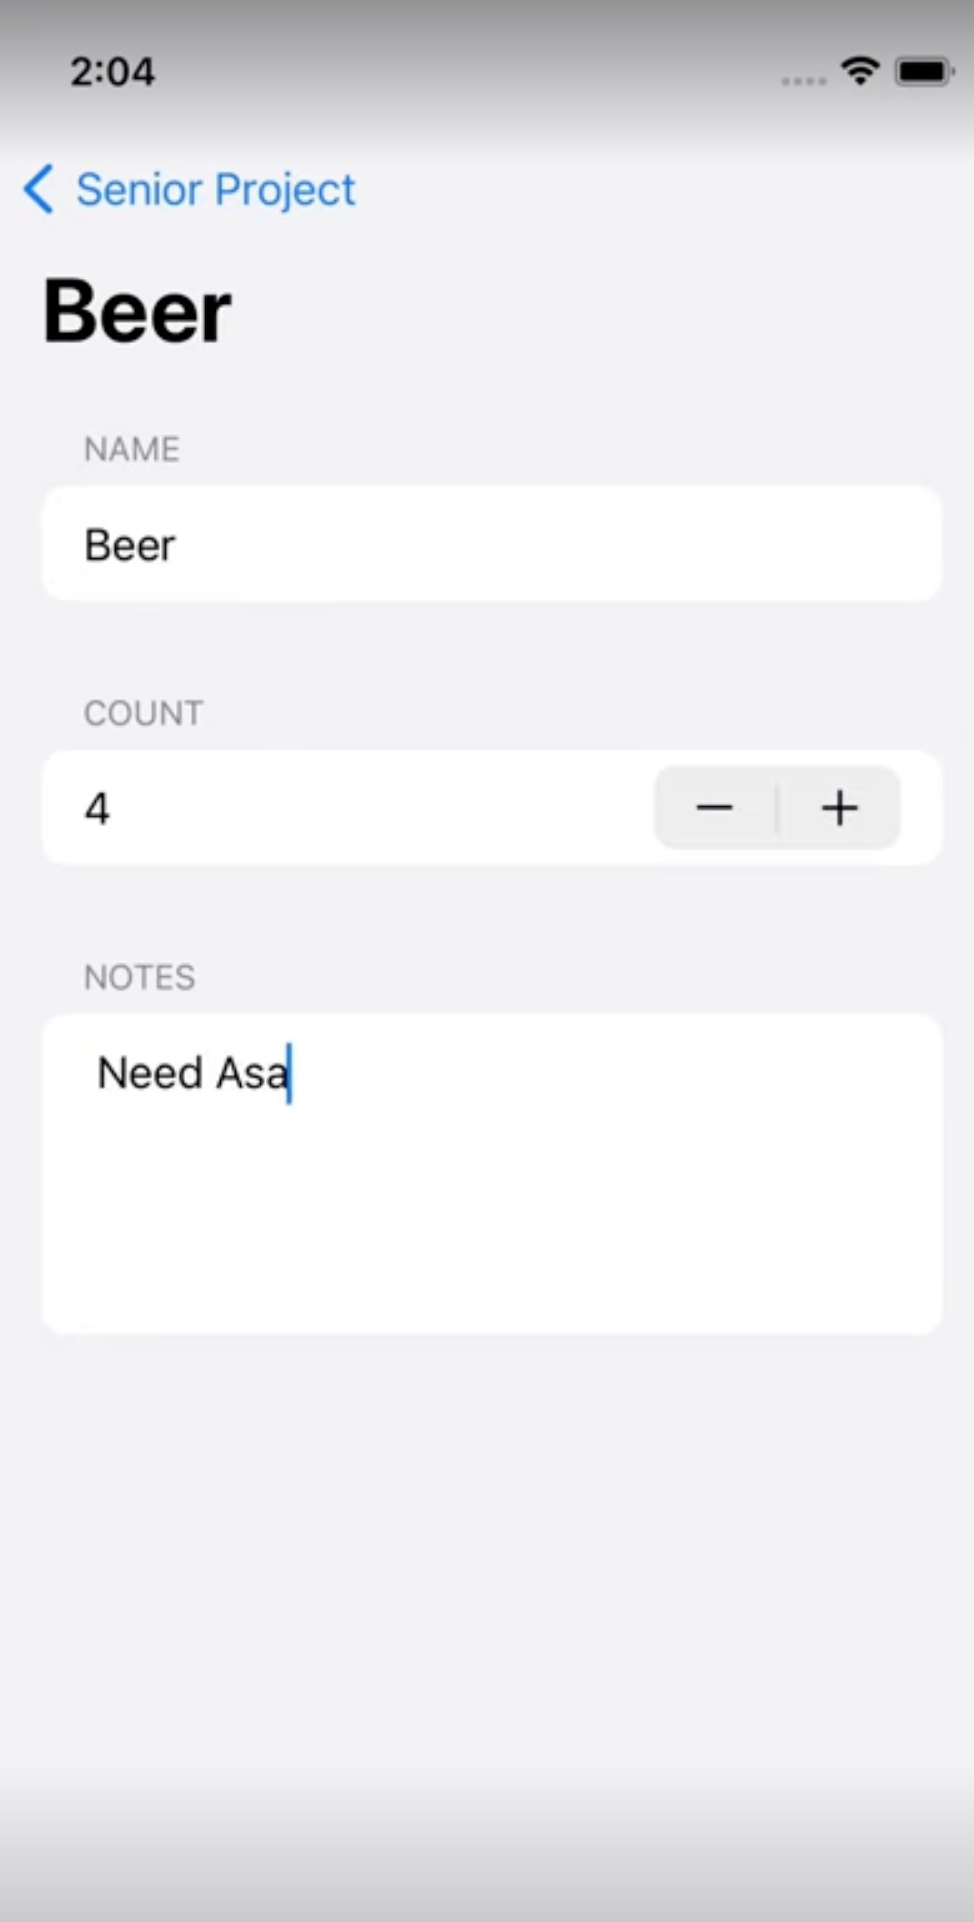 2:04
Senior Project
Beer
NAME
Beer
COUNT
4
NOTES
Need Asa